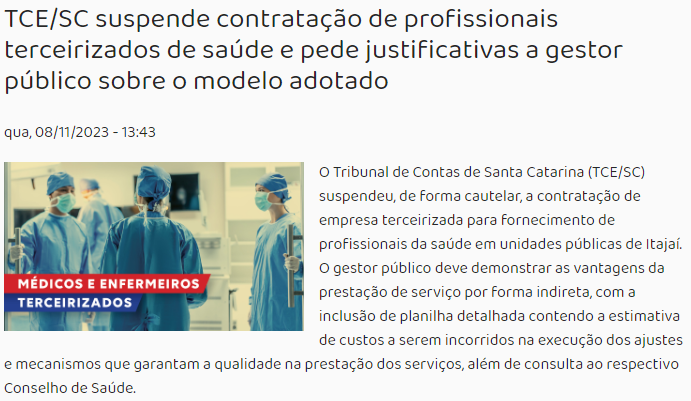 TCE/SC suspende contratação de profissionais
terceirizados de saúde e pede justificativas a gestor
público sobre o modelo adotado
qua, 08/11/2023 - 13:43
MÉDICOS E ENFERMEIROS
TERCEIRIZADOS
O Tribunal de Contas de Santa Catarina (TCE/SC)
suspendeu, de forma cautelar, a contratação de
empresa terceirizada para fornecimento de
profissionais da saúde em unidades públicas de Itajaí.
O gestor público deve demonstrar as vantagens da
prestação de serviço por forma indireta, com a
inclusão de planilha detalhada contendo a estimativa
de custos a serem incorridos na execução dos ajustes
e mecanismos que garantam a qualidade na prestação dos serviços, além de consulta ao respectivo
Conselho de Saúde.